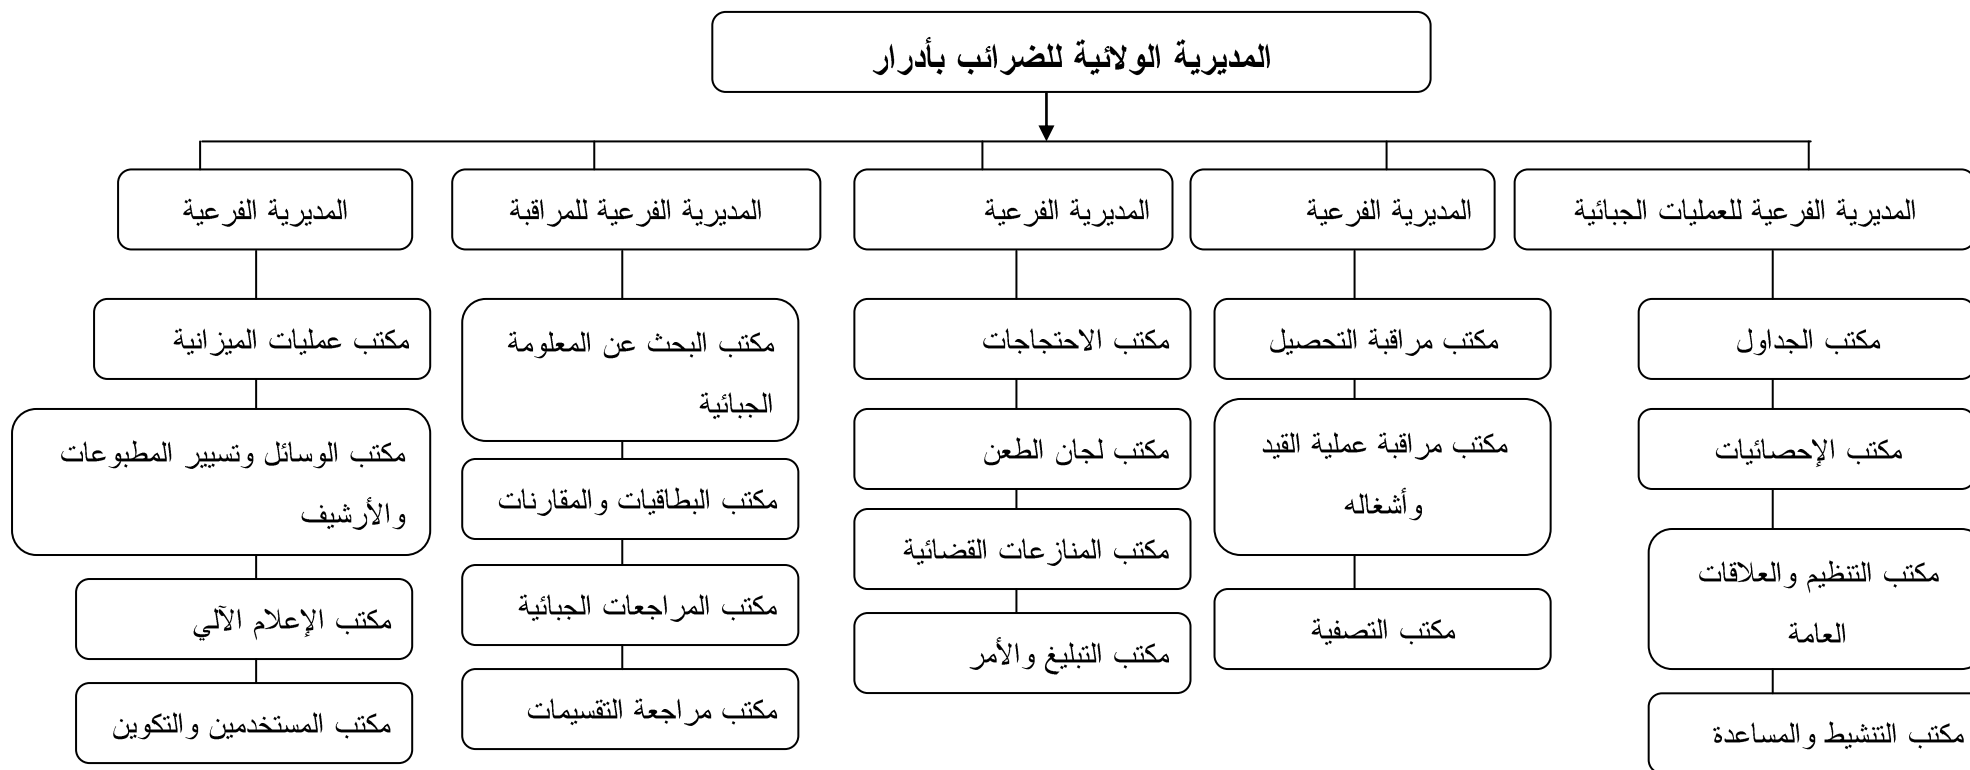 المديرية الولائية للضرائب بأدرار
المديرية الفرعية للعمليات الجبائية
المديرية الفرعية
المديرية الفرعية
المديرية الفرعية للمراقبة
المديرية الفرعية
مكتب الجداول
مكتب الإحصائيات
مكتب التنظيم والعلاقات
العامة
مكتب التنشيط والمساعدة
مكتب مراقبة التحصيل
مكتب مراقبة عملية القيد
وأشغاله
مكتب التصفية
مكتب الاحتجاجات
مكتب لجان الطعن
مكتب المنازعات القضائية
مكتب التبليغ والأمر
مكتب البحث عن المعلومة
الجبائية
مكتب البطاقيات والمقارنات
مكتب المراجعات الجبائية
مكتب مراجعة التقسيمات
مكتب عمليات الميزانية
مكتب الوسائل وتسيير المطبوعات
والأرشيف
مكتب الإعلام الآلي
مكتب المستخدمين والتكوين